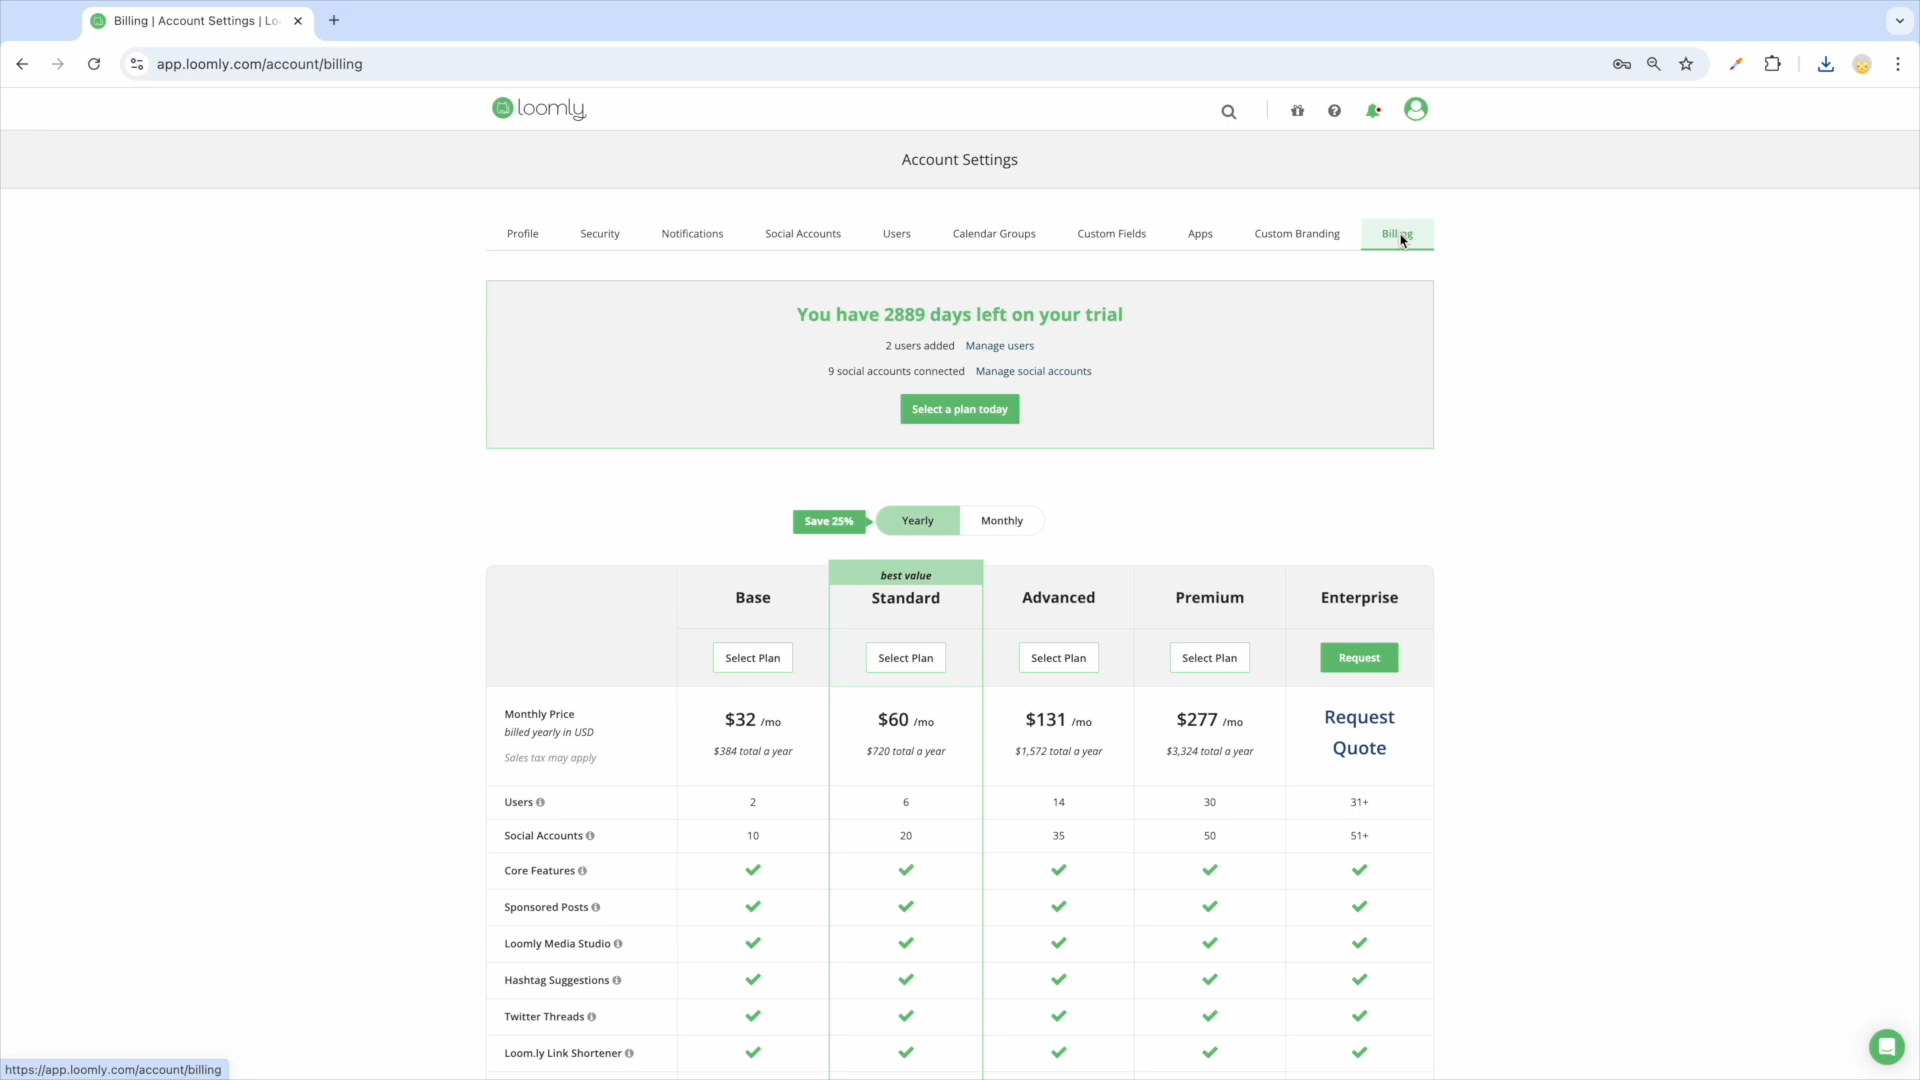 Billing | Account Settings | Lo
app.loomly.com/account/billing
loomly
Account Settings
Profile
Security
Notifications
Social Accounts
Users
Calendar Groups
Custom Fields
Apps
Custom Branding
Billing
You have 2889 days left on your trial
2 users added Manage users
9 social accounts connected Manage social accounts
Select a plan today
Save 25% Yearly Monthly
best value
Base Standard Advanced Premium Enterprise
Select Plan Select Plan Select Plan Select Plan Request
Monthly Price
billed yearly in USD
Sales tax may apply
$32 /mo
$384 total a year
$60 /mo
$720 total a year
$131 /mo
$1,572 total a year
$277 /mo
$3,324 total a year
Request
Quote
Users 2 6 14 30 31+
Social Accounts 10 20 35 50 51+
Core Features
Sponsored Posts
Loomly Media Studio
Hashtag Suggestions
Twitter Threads
Loom.ly Link Shortener
https://app.loomly.com/account/billing